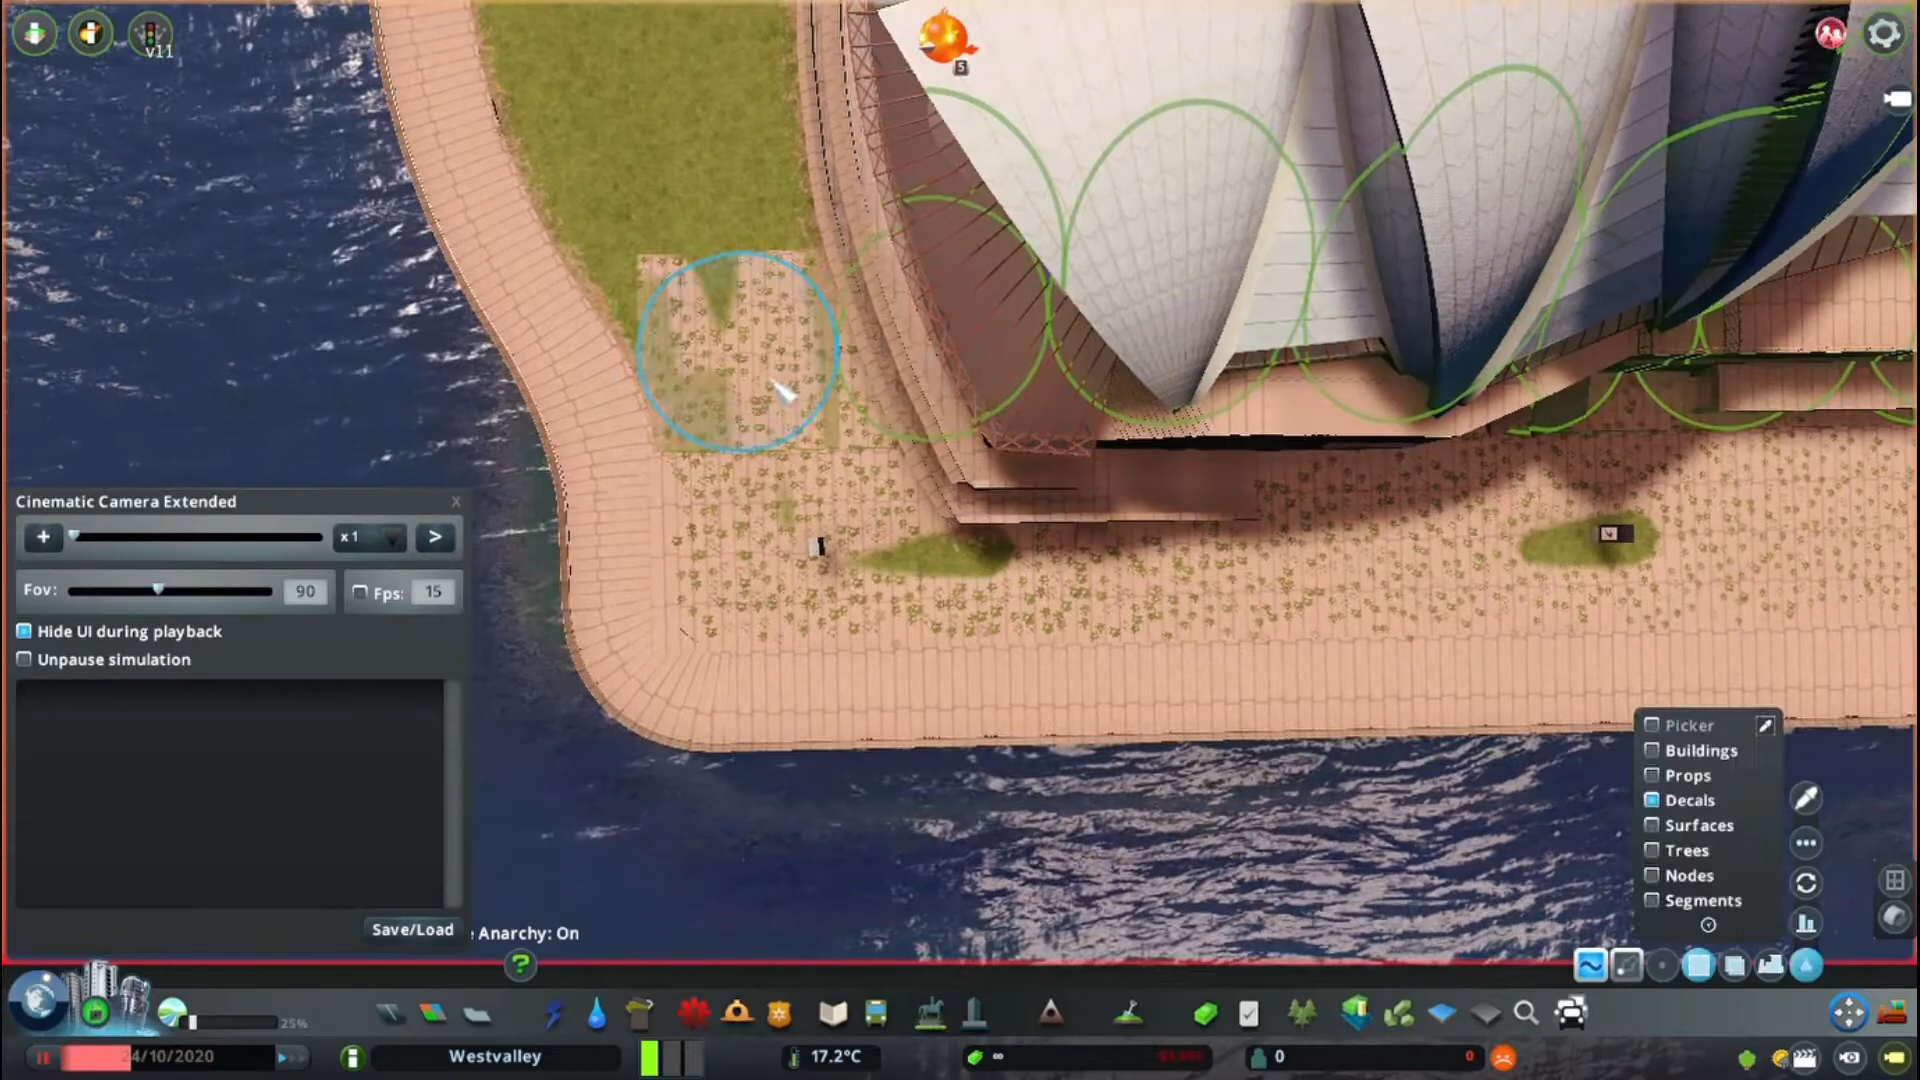 v11
5
Cinematic Camera Extended
x
+
x1
>
Fov:
90
Fps:
15
Hide UI during playback
Unpause simulation
Save/Load
Anarchy: On
?
Picker
Buildings
Props
Decals
Surfaces
Trees
Nodes
Segments
25%
24/10/2020
Westvalley
17.2°C
∞
0
0